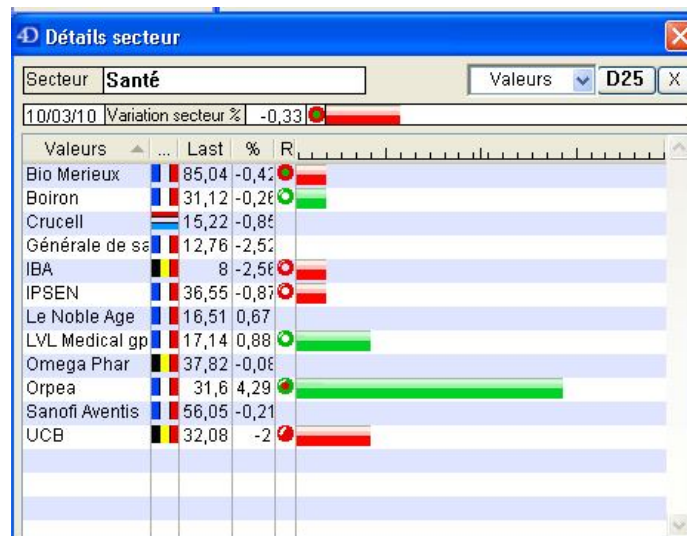 4D Détails secteur
Secteur Santé Valeurs D25 X
10/03/10 Variation secteur % -0,33
Valeurs ... Last % R
Bio Merieux 85,04 -0,42
Boiron 31,12 -0,26
Crucell 15,22 -0,85
Générale de sa 12,76 -2,52
IBA 8 -2,56
IPSEN 36,55 -0,87
Le Noble Age 16,51 0,67
LVL Medical gp 17,14 0,88
Omega Phar 37,82 -0,08
Orpea 31,6 4,29
Sanofi Aventis 56,05 -0,21
UCB 32,08 -2